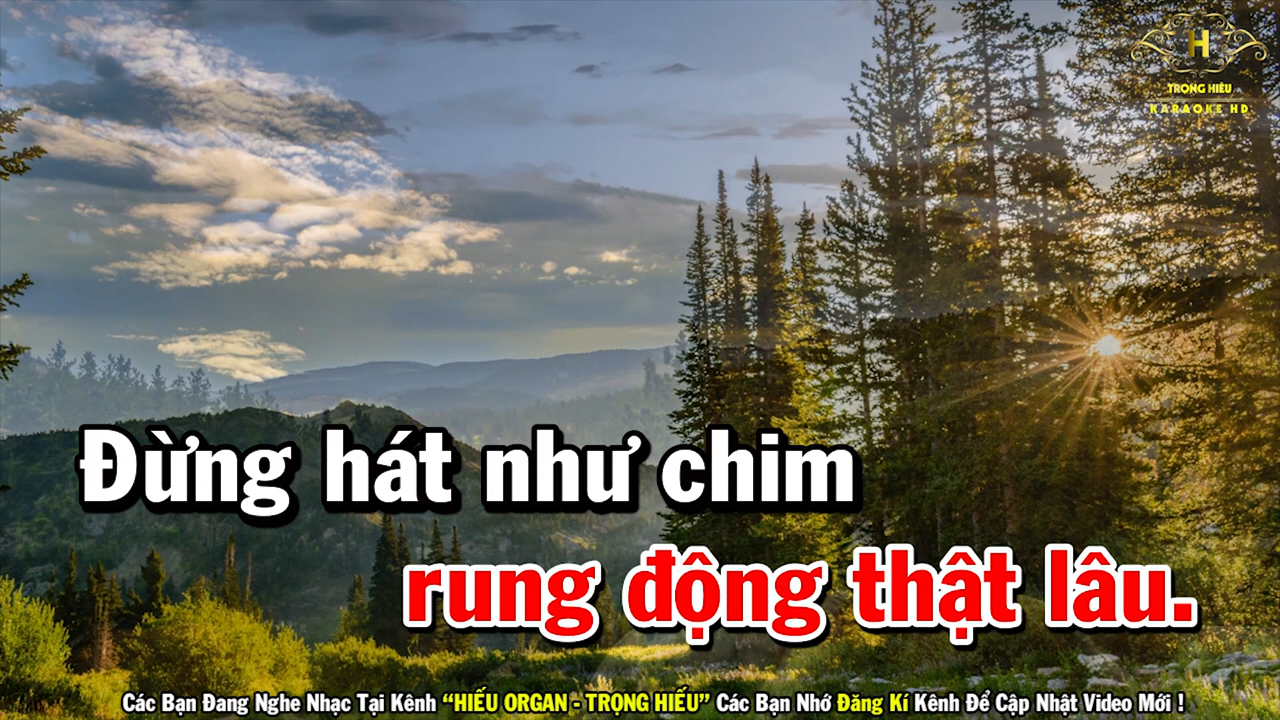 H
TRỌNG HIẾU
KARAOKE HD
Đừng hát như chim
rung động thật lâu.
Các Bạn Đang Nghe Nhạc Tại Kênh “HIẾU ORGAN - TRỌNG HIẾU” Các Bạn Nhớ Đăng Kí Kênh Để Cập Nhật Video Mới !